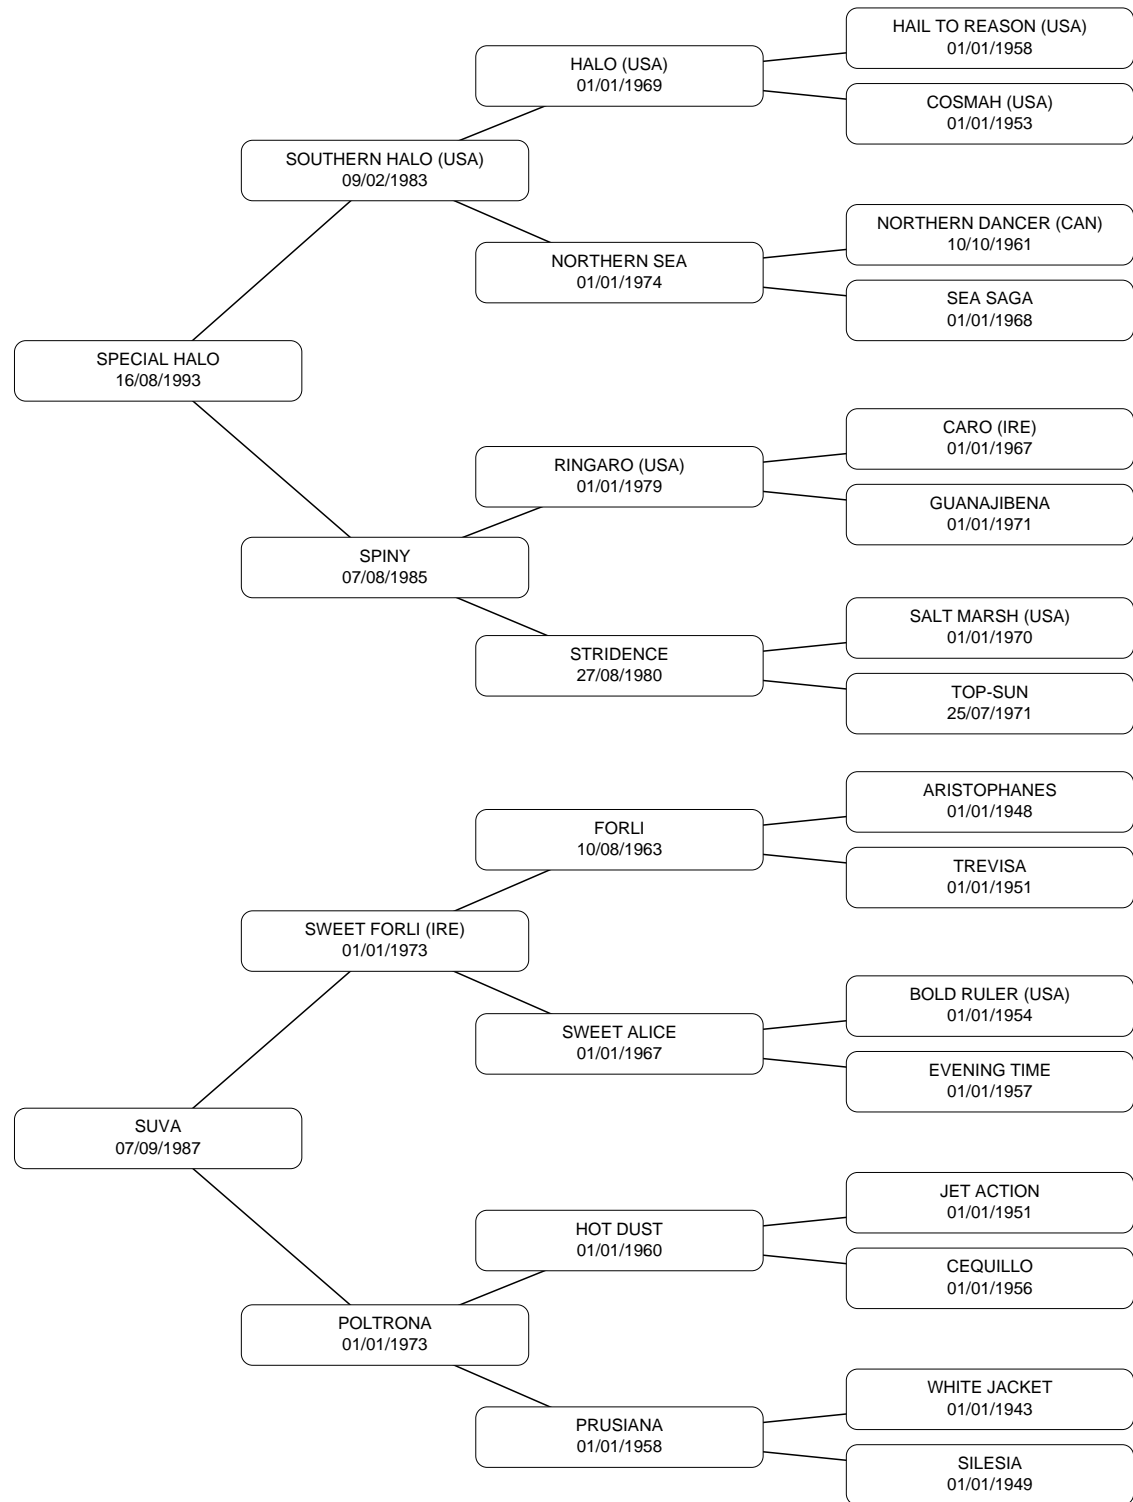 HAIL TO REASON (USA)
01/01/1958
HALO (USA)
01/01/1969
COSMAH (USA)
01/01/1953
SOUTHERN HALO (USA)
09/02/1983
NORTHERN DANCER (CAN)
10/10/1961
NORTHERN SEA
01/01/1974
SEA SAGA
01/01/1968
SPECIAL HALO
16/08/1993
CARO (IRE)
01/01/1967
RINGARO (USA)
01/01/1979
GUANAJIBENA
01/01/1971
SPINY
07/08/1985
SALT MARSH (USA)
01/01/1970
STRIDENCE
27/08/1980
TOP-SUN
25/07/1971
ARISTOPHANES
01/01/1948
FORLI
10/08/1963
TREVISA
01/01/1951
SWEET FORLI (IRE)
01/01/1973
BOLD RULER (USA)
01/01/1954
SWEET ALICE
01/01/1967
EVENING TIME
01/01/1957
SUVA
07/09/1987
JET ACTION
01/01/1951
HOT DUST
01/01/1960
CEQUILLO
01/01/1956
POLTRONA
01/01/1973
WHITE JACKET
01/01/1943
PRUSIANA
01/01/1958
SILESIA
01/01/1949